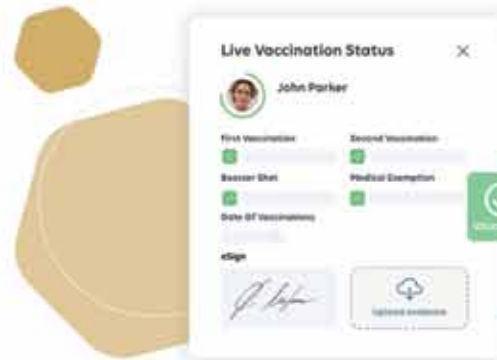 Live Vaccination Status
John Parker
First Vaccination Second Vaccination
Booster Shot Medical Exemption
Date Of Vaccinations
eSign
Upload evidence